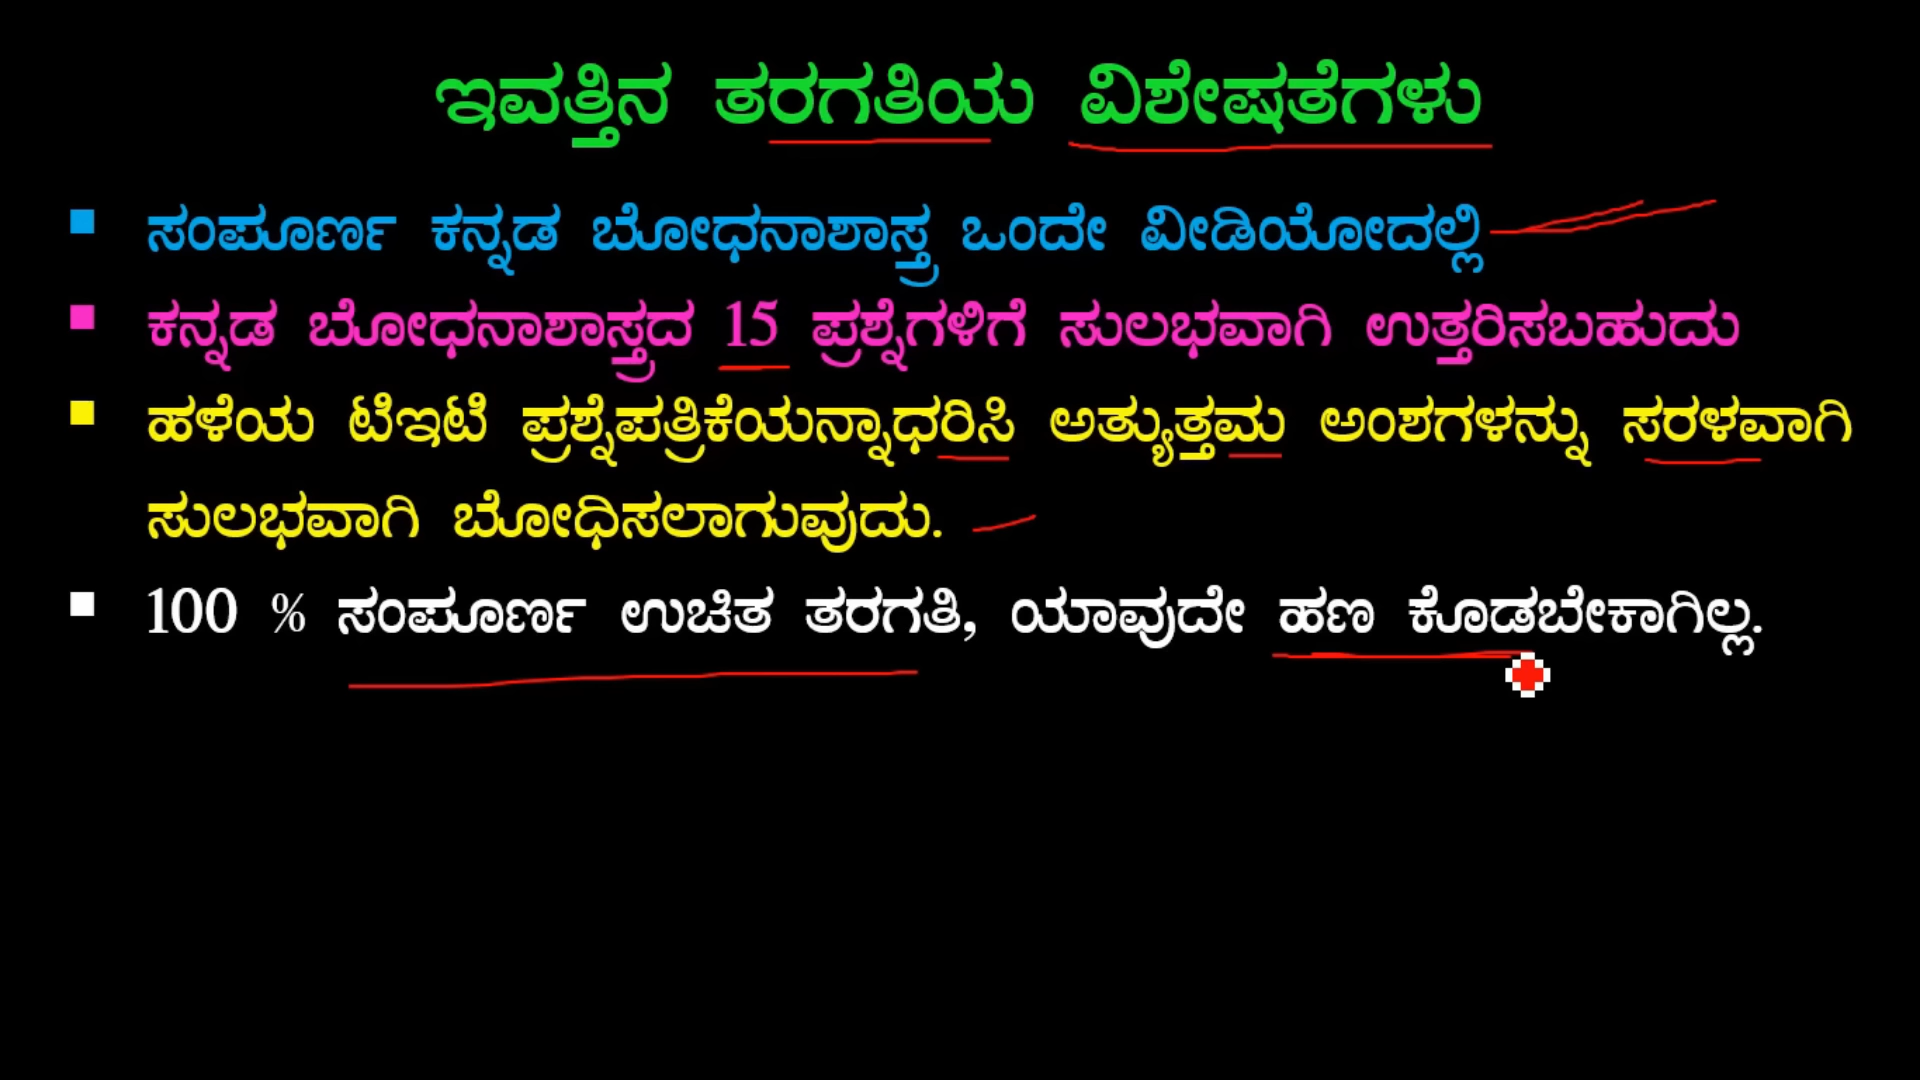 ಇವತ್ತಿನ ತರಗತಿಯ ವಿಶೇಷತೆಗಳು
ಸಂಪೂರ್ಣ ಕನ್ನಡ ಬೋಧನಾಶಾಸ್ತ್ರ ಒಂದೇ ವೀಡಿಯೋದಲ್ಲಿ
ಕನ್ನಡ ಬೋಧನಾಶಾಸ್ತ್ರದ 15 ಪ್ರಶ್ನೆಗಳಿಗೆ ಸುಲಭವಾಗಿ ಉತ್ತರಿಸಬಹುದು
ಹಳೆಯ ಟೆಇಟಿ ಪ್ರಶ್ನೆಪತ್ರಿಕೆಯನ್ನಾಧರಿಸಿ ಅತ್ಯುತ್ತಮ ಅಂಶಗಳನ್ನು ಸರಳವಾಗಿ
ಸುಲಭವಾಗಿ ಬೋಧಿಸಲಾಗುವುದು.
100 % ಸಂಪೂರ್ಣ ಉಚಿತ ತರಗತಿ, ಯಾವುದೇ ಹಣ ಕೊಡಬೇಕಾಗಿಲ್ಲ.